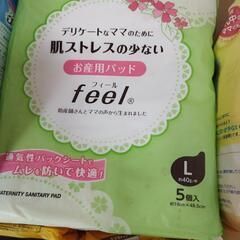 デリケートなママのために
肌ストレスの少ない
お産用パッド
フィール
feel®
助産師さんとママの声から生まれました
通気性バックシートで
ムレを防いで快適!
L
5個入
MATERNITY SANITARY PAD